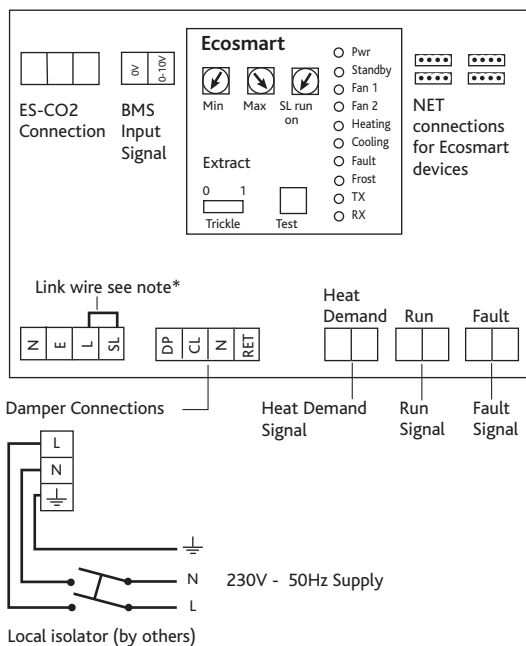 Ecosmart
Min
Max
SL run
on
Extract
0 1
Trickle
Test
Pwr
Standby
Fan 1
Fan 2
Heating
Cooling
Fault
Frost
TX
RX
0V
0-10V
ES-CO2
Connection
BMS
Input
Signal
NET
connections
for Ecosmart
devices
Link wire see note*
N
E
L
SL
DP
CL
N
RET
Heat
Demand
Run
Fault
Damper Connections
Heat Demand
Signal
Run
Signal
Fault
Signal
L
N
N
L
230V - 50Hz Supply
Local isolator (by others)